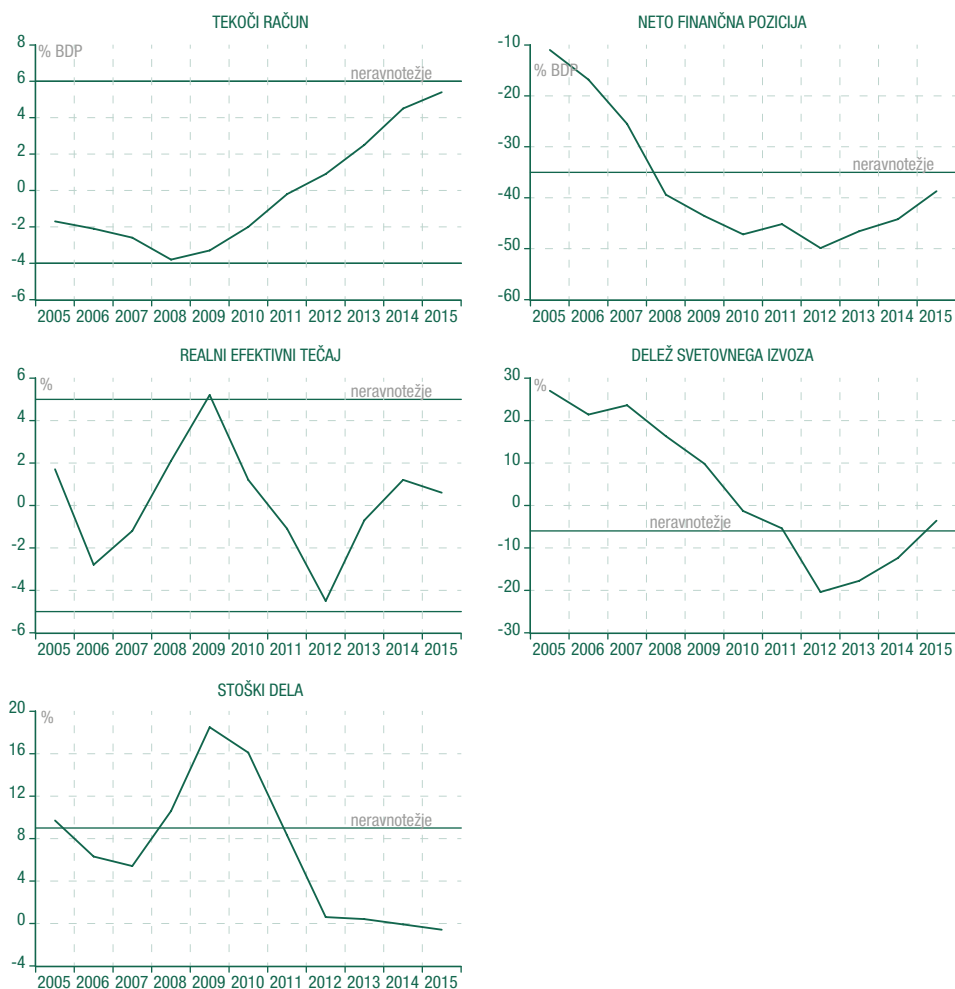 TEKOČI RAČUN
8
% BDP
neravnotežje
6
4
2
0
-2
-4
-6
2005 2006 2007 2008 2009 2010 2011 2012 2013 2014 2015
NETO FINANČNA POZICIJA
-10
% BDP
-20
-30
neravnotežje
-40
-50
-60
2005 2006 2007 2008 2009 2010 2011 2012 2013 2014 2015
REALNI EFEKTIVNI TEČAJ
6
%
neravnotežje
4
2
0
-2
-4
-6
2005 2006 2007 2008 2009 2010 2011 2012 2013 2014 2015
DELEŽ SVETOVNEGA IZVOZA
30
%
20
10
0
neravnotežje
-10
-20
-30
2005 2006 2007 2008 2009 2010 2011 2012 2013 2014 2015
STOŠKI DELA
20
%
16
12
neravnotežje
8
4
0
-4
2005 2006 2007 2008 2009 2010 2011 2012 2013 2014 2015